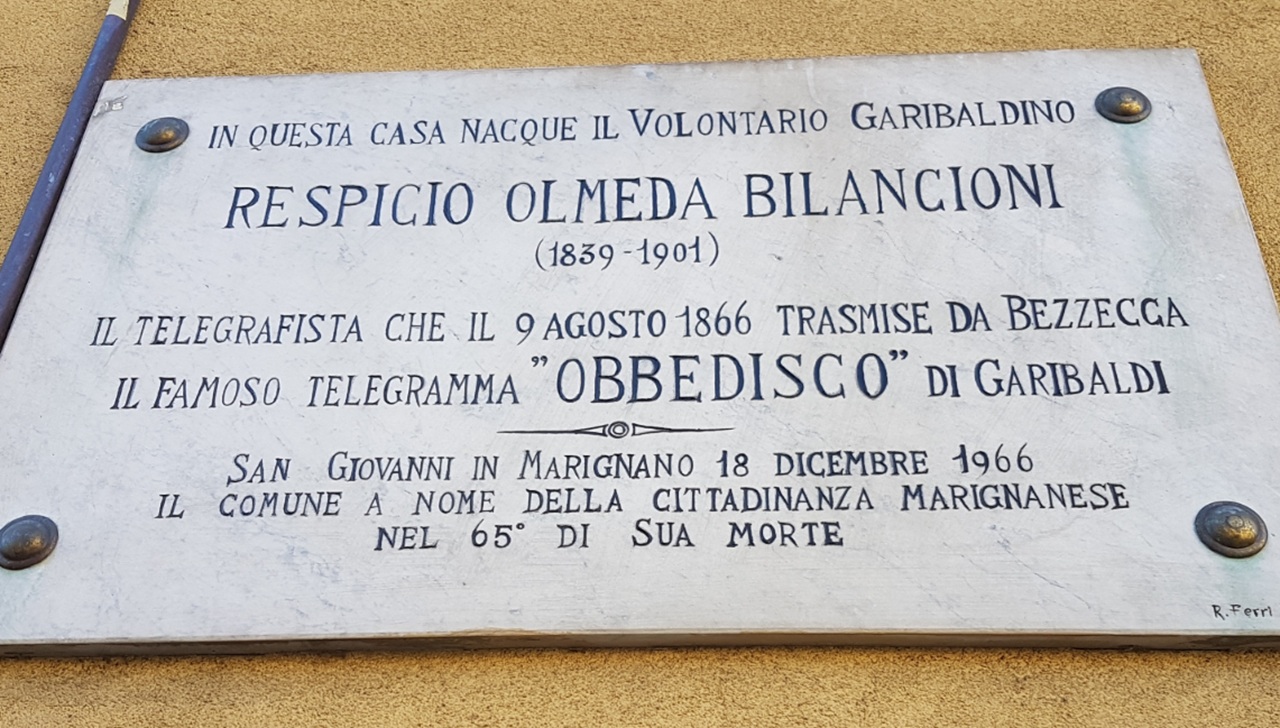 IN QUESTA CASA NACQUE IL VOLONTARIO GARIBALDINO
RESPICIO OLMEDA BILANCIONI
(1839-1901)
IL TELEGRAFISTA CHE IL 9 AGOSTO 1866 TRASMISE DA BEZZECCA
IL FAMOSO TELEGRAMMA "OBBEDISCO" DI GARIBALDI
SAN GIOVANNI IN MARIGNANO 18 DICEMBRE 1966
IL COMUNE A NOME DELLA CITTADINANZA MARIGNANESE
NEL 65° DI SUA MORTE
R. Ferri